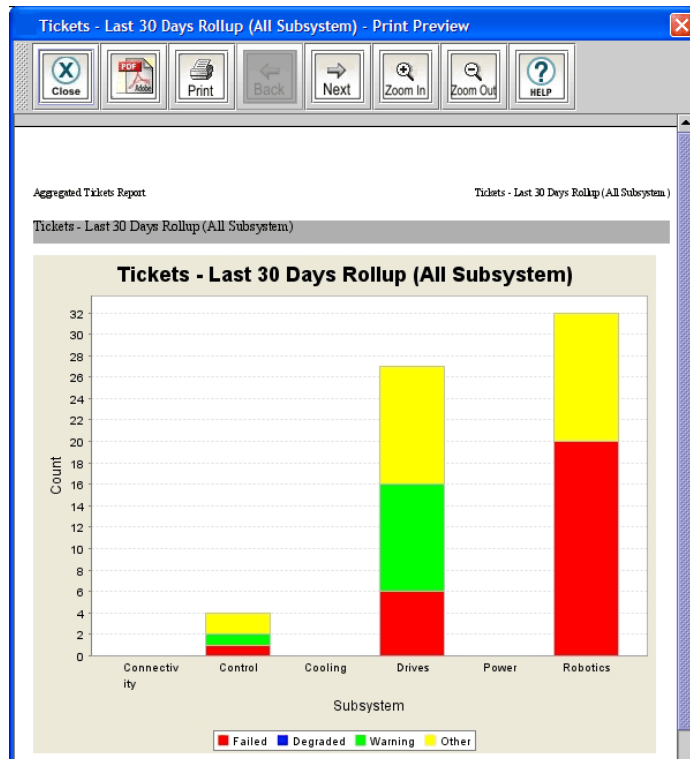 Tickets - Last 30 Days Rollup (All Subsystem) - Print Preview
Close
PDF
Adobe
Print
Back
Next
Zoom In
Zoom Out
HELP
Aggregated Tickets Report
Tickets - Last 30 Days Rollup (All Subsystem)
Tickets - Last 30 Days Rollup (All Subsystem)
Tickets - Last 30 Days Rollup (All Subsystem)
Count
32
30
28
26
24
22
20
18
16
14
12
10
8
6
4
2
0
Connectiv
ity
Control
Cooling
Drives
Power
Robotics
Subsystem
Failed
Degraded
Warning
Other